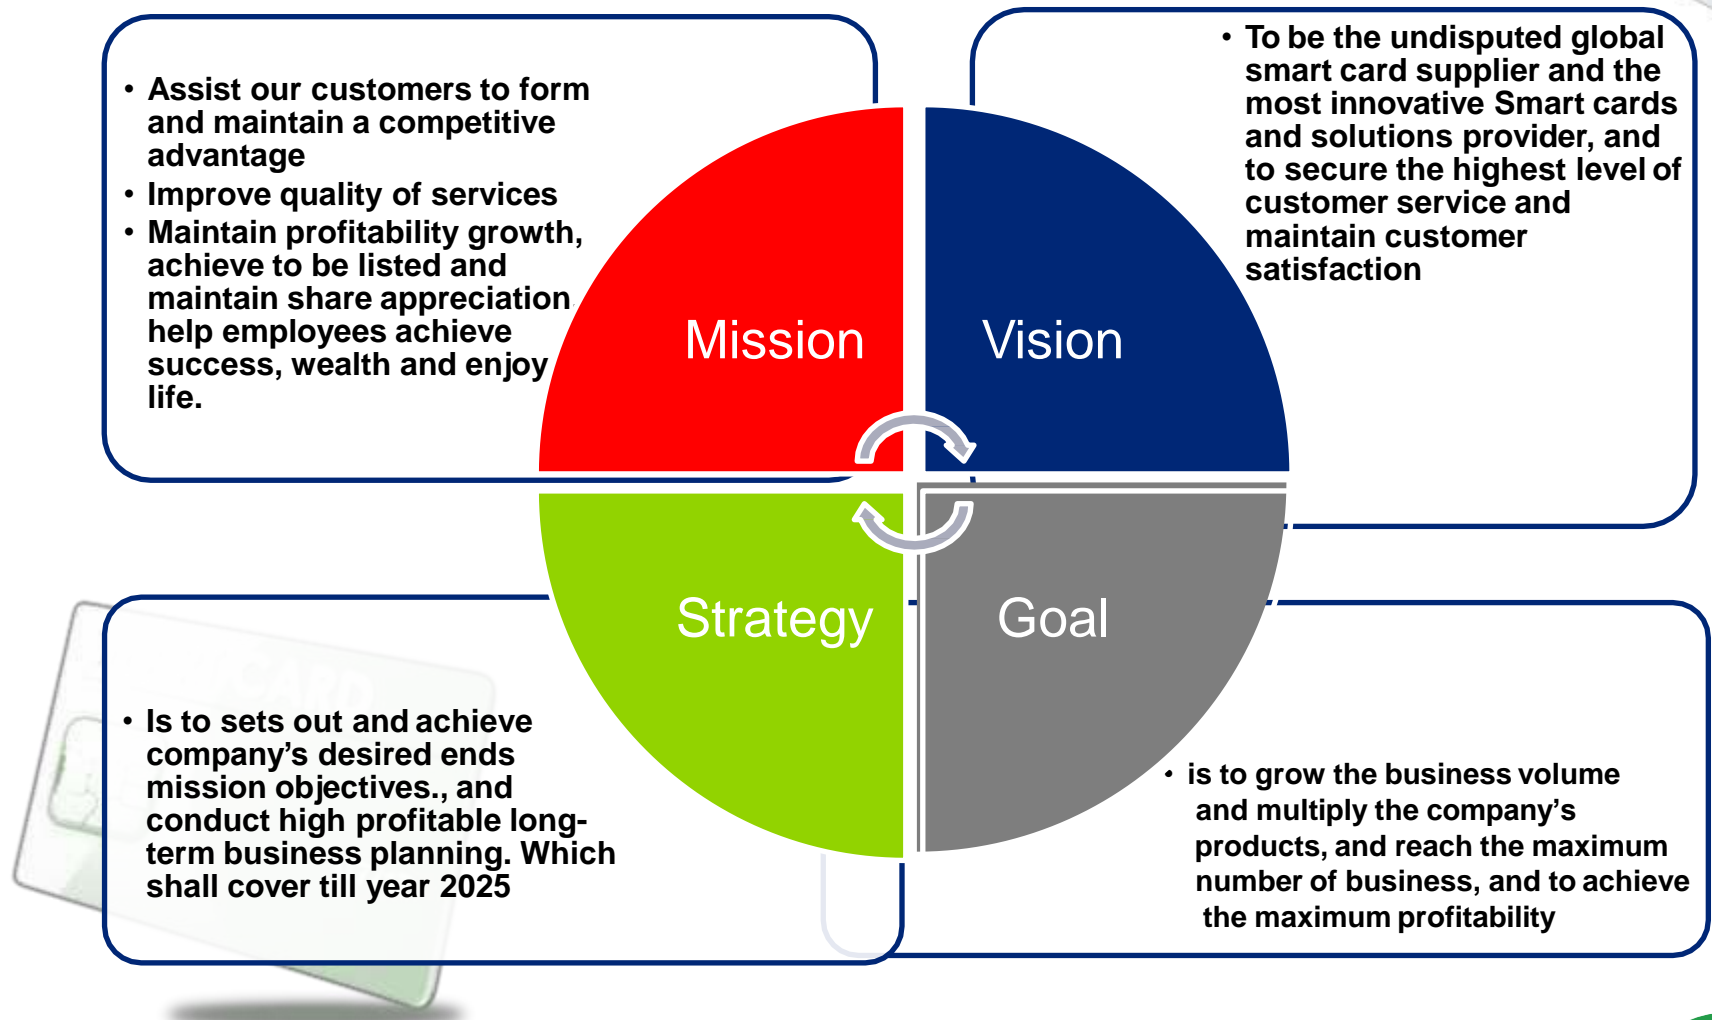 • Assist our customers to form
and maintain a competitive
advantage
• Improve quality of services
• Maintain profitability growth,
achieve to be listed and
maintain share appreciation
help employees achieve
success, wealth and enjoy
life.
• To be the undisputed global
smart card supplier and the
most innovative Smart cards
and solutions provider, and
to secure the highest level of
customer service and
maintain customer
satisfaction
Mission
Vision
Strategy
Goal
• Is to sets out and achieve
company’s desired ends
mission objectives., and
conduct high profitable long-
term business planning. Which
shall cover till year 2025
• is to grow the business volume
and multiply the company’s
products, and reach the maximum
number of business, and to achieve
the maximum profitability